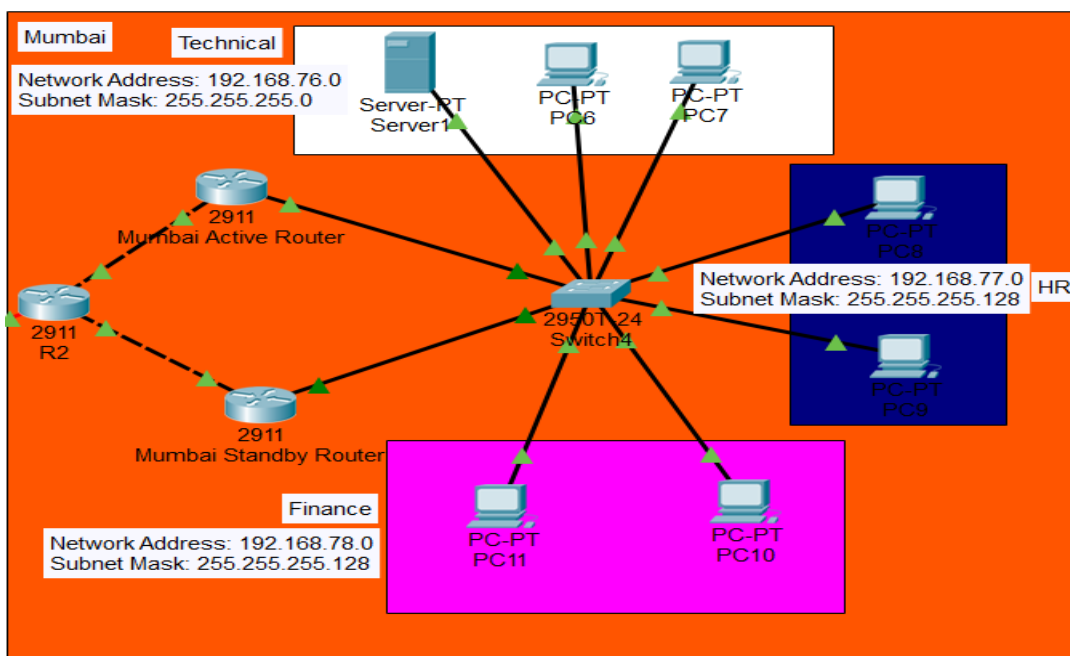 Mumbai
Technical
Network Address: 192.168.76.0
Subnet Mask: 255.255.255.0
Server-PT
Server1
PC-PT
PC6
PC-PT
PC7
2911
Mumbai Active Router
PC-PT
PC8
Network Address: 192.168.77.0
Subnet Mask: 255.255.255.128
HR
2950T-24
Switch4
2911
R2
PC-PT
PC9
2911
Mumbai Standby Router
Finance
Network Address: 192.168.78.0
Subnet Mask: 255.255.255.128
PC-PT
PC11
PC-PT
PC10